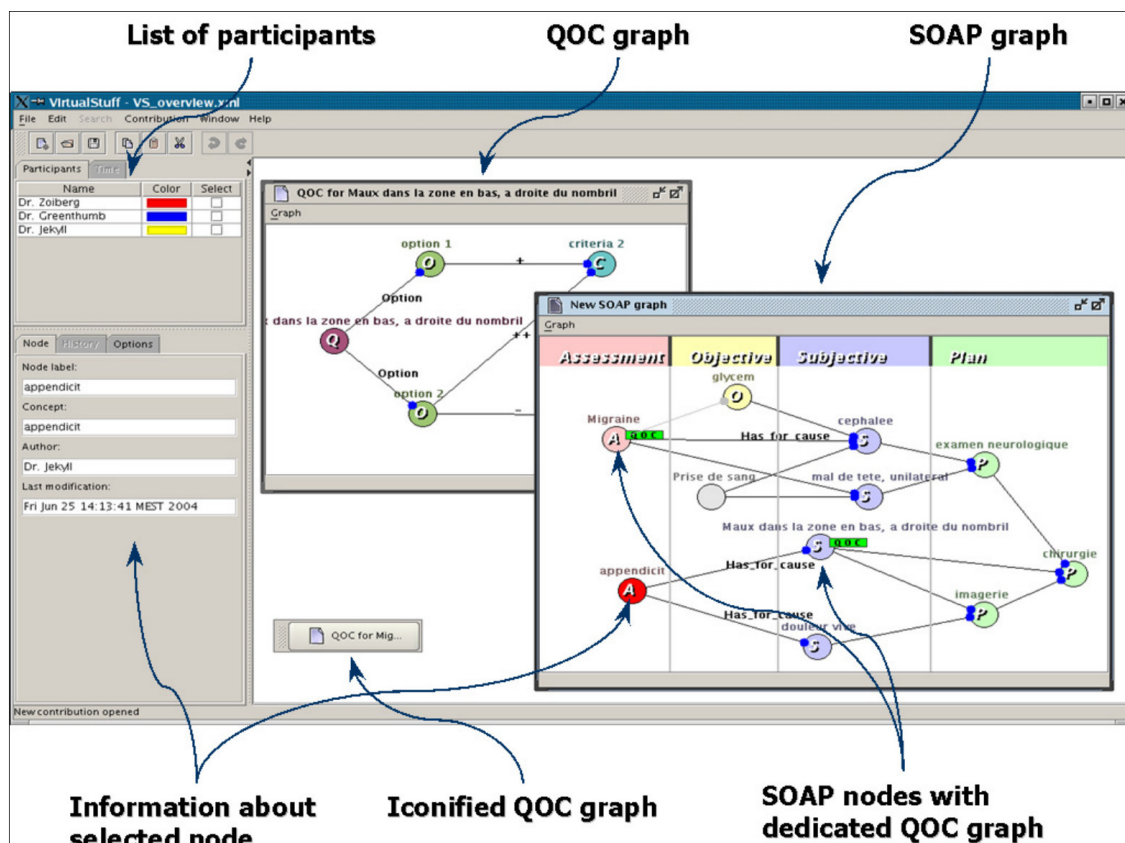 List of participants
QOC graph
SOAP graph
VirtualStuff - VS_overview.xml
File Edit Search Contribution Window Help
Participants Time
Name Color Select
Dr. Zoiberg
Dr. Greenthumb
Dr. Jekyll
Node History Options
Node label:
appendicit
Concept:
appendicit
Author:
Dr. Jekyll
Last modification:
Fri Jun 25 14:13:41 MEST 2004
New contribution opened
QOC for Maux dans la zone en bas, a droite du nombril
Graph
option 1
criteria 2
O
+
C
Option
x dans la zone en bas, a droite du nombril
Q
++
Option
option 2
O
-
QOC for Mig...
New SOAP graph
Graph
Assessment Objective Subjective Plan
glycem
O
Migraine
cephalee
A QOC
Has_for_cause
S
examen neurologique
P
Prise de sang
mal de tete, unilateral
S
Maux dans la zone en bas, a droite du nombril
S QOC
chirurgie
P
appendicit
Has_for_cause
A
imagerie
Has_for_cause
P
douleur vive
S
Information about
selected node
Iconified QOC graph
SOAP nodes with
dedicated QOC graph